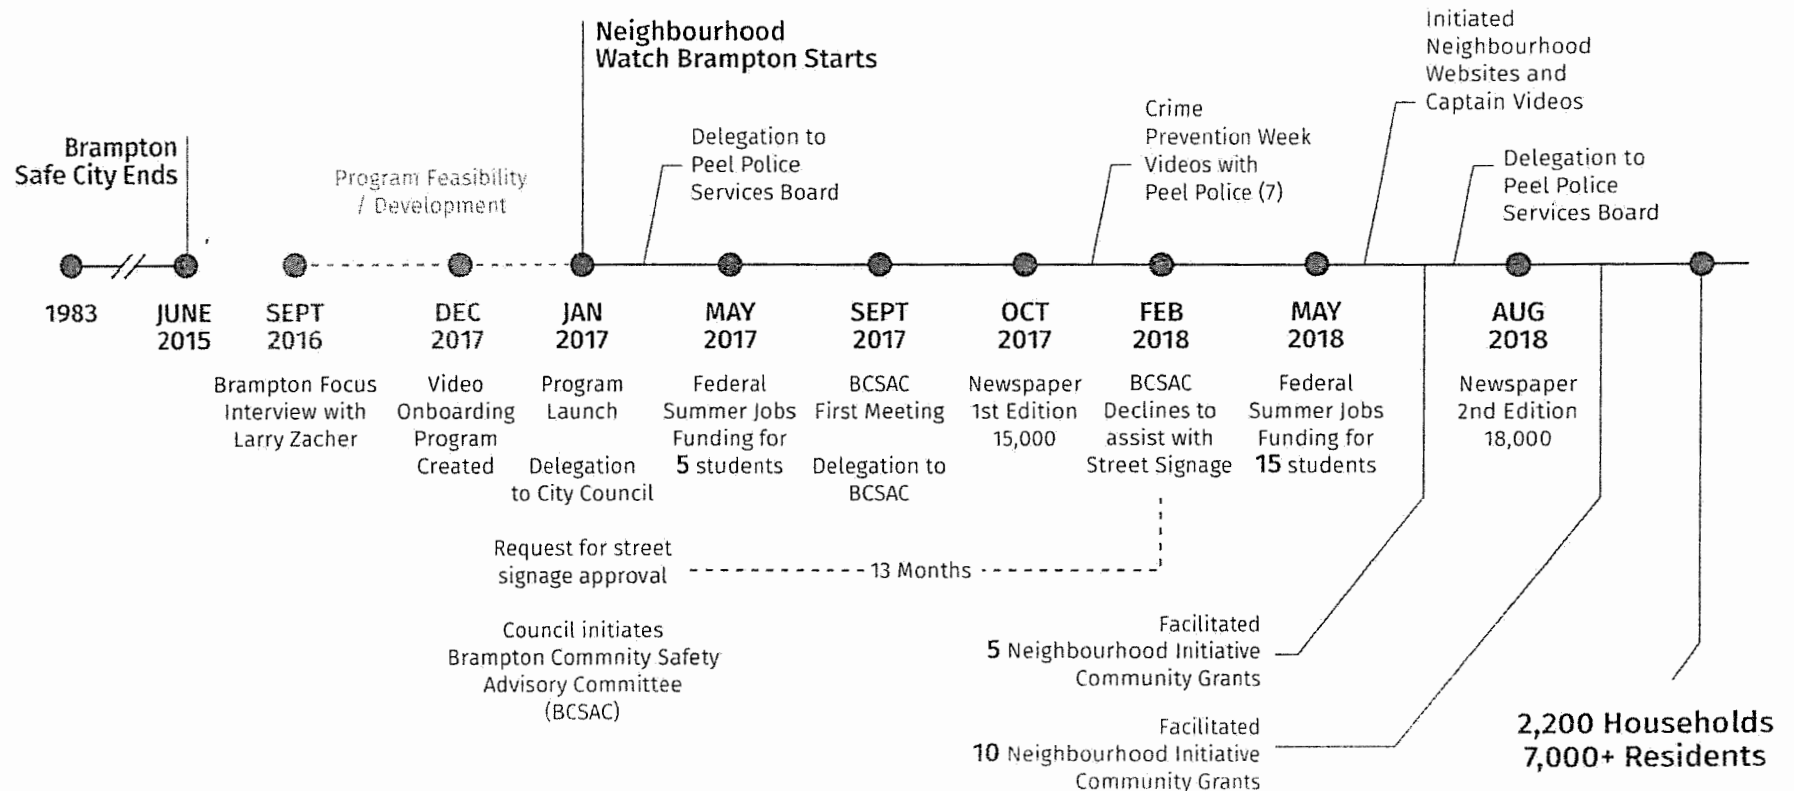 Neighbourhood
Watch Brampton Starts
Initiated
Neighbourhood
Websites and
Captain Videos
Brampton
Safe City Ends
Program Feasibility
/ Development
Delegation to
Peel Police
Services Board
Crime
Prevention Week
Videos with
Peel Police (7)
Delegation to
Peel Police
Services Board
1983
JUNE
2015
SEPT
2016
Brampton Focus
Interview with
Larry Zacher
DEC
2017
Video
Onboarding
Program
Created
JAN
2017
Program
Launch
Delegation
to City Council
Request for street
signage approval
13 Months
Council initiates
Brampton Commnity Safety
Advisory Committee
(BCSAC)
MAY
2017
Federal
Summer Jobs
Funding for
5 students
SEPT
2017
BCSAC
First Meeting
Delegation to
BCSAC
OCT
2017
Newspaper
1st Edition
15,000
FEB
2018
BCSAC
Declines to
assist with
Street Signage
MAY
2018
Federal
Summer Jobs
Funding for
15 students
AUG
2018
Newspaper
2nd Edition
18,000
Facilitated
5 Neighbourhood Initiative
Community Grants
Facilitated
10 Neighbourhood Initiative
Community Grants
2,200 Households
7,000+ Residents